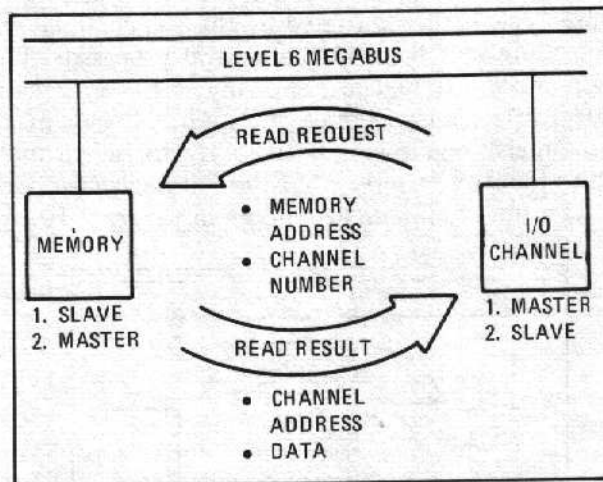 LEVEL 6 MEGABUS
READ REQUEST
• MEMORY
ADDRESS
• CHANNEL
NUMBER
MEMORY
1. SLAVE
2. MASTER
I/O
CHANNEL
1. MASTER
2. SLAVE
READ RESULT
• CHANNEL
ADDRESS
• DATA